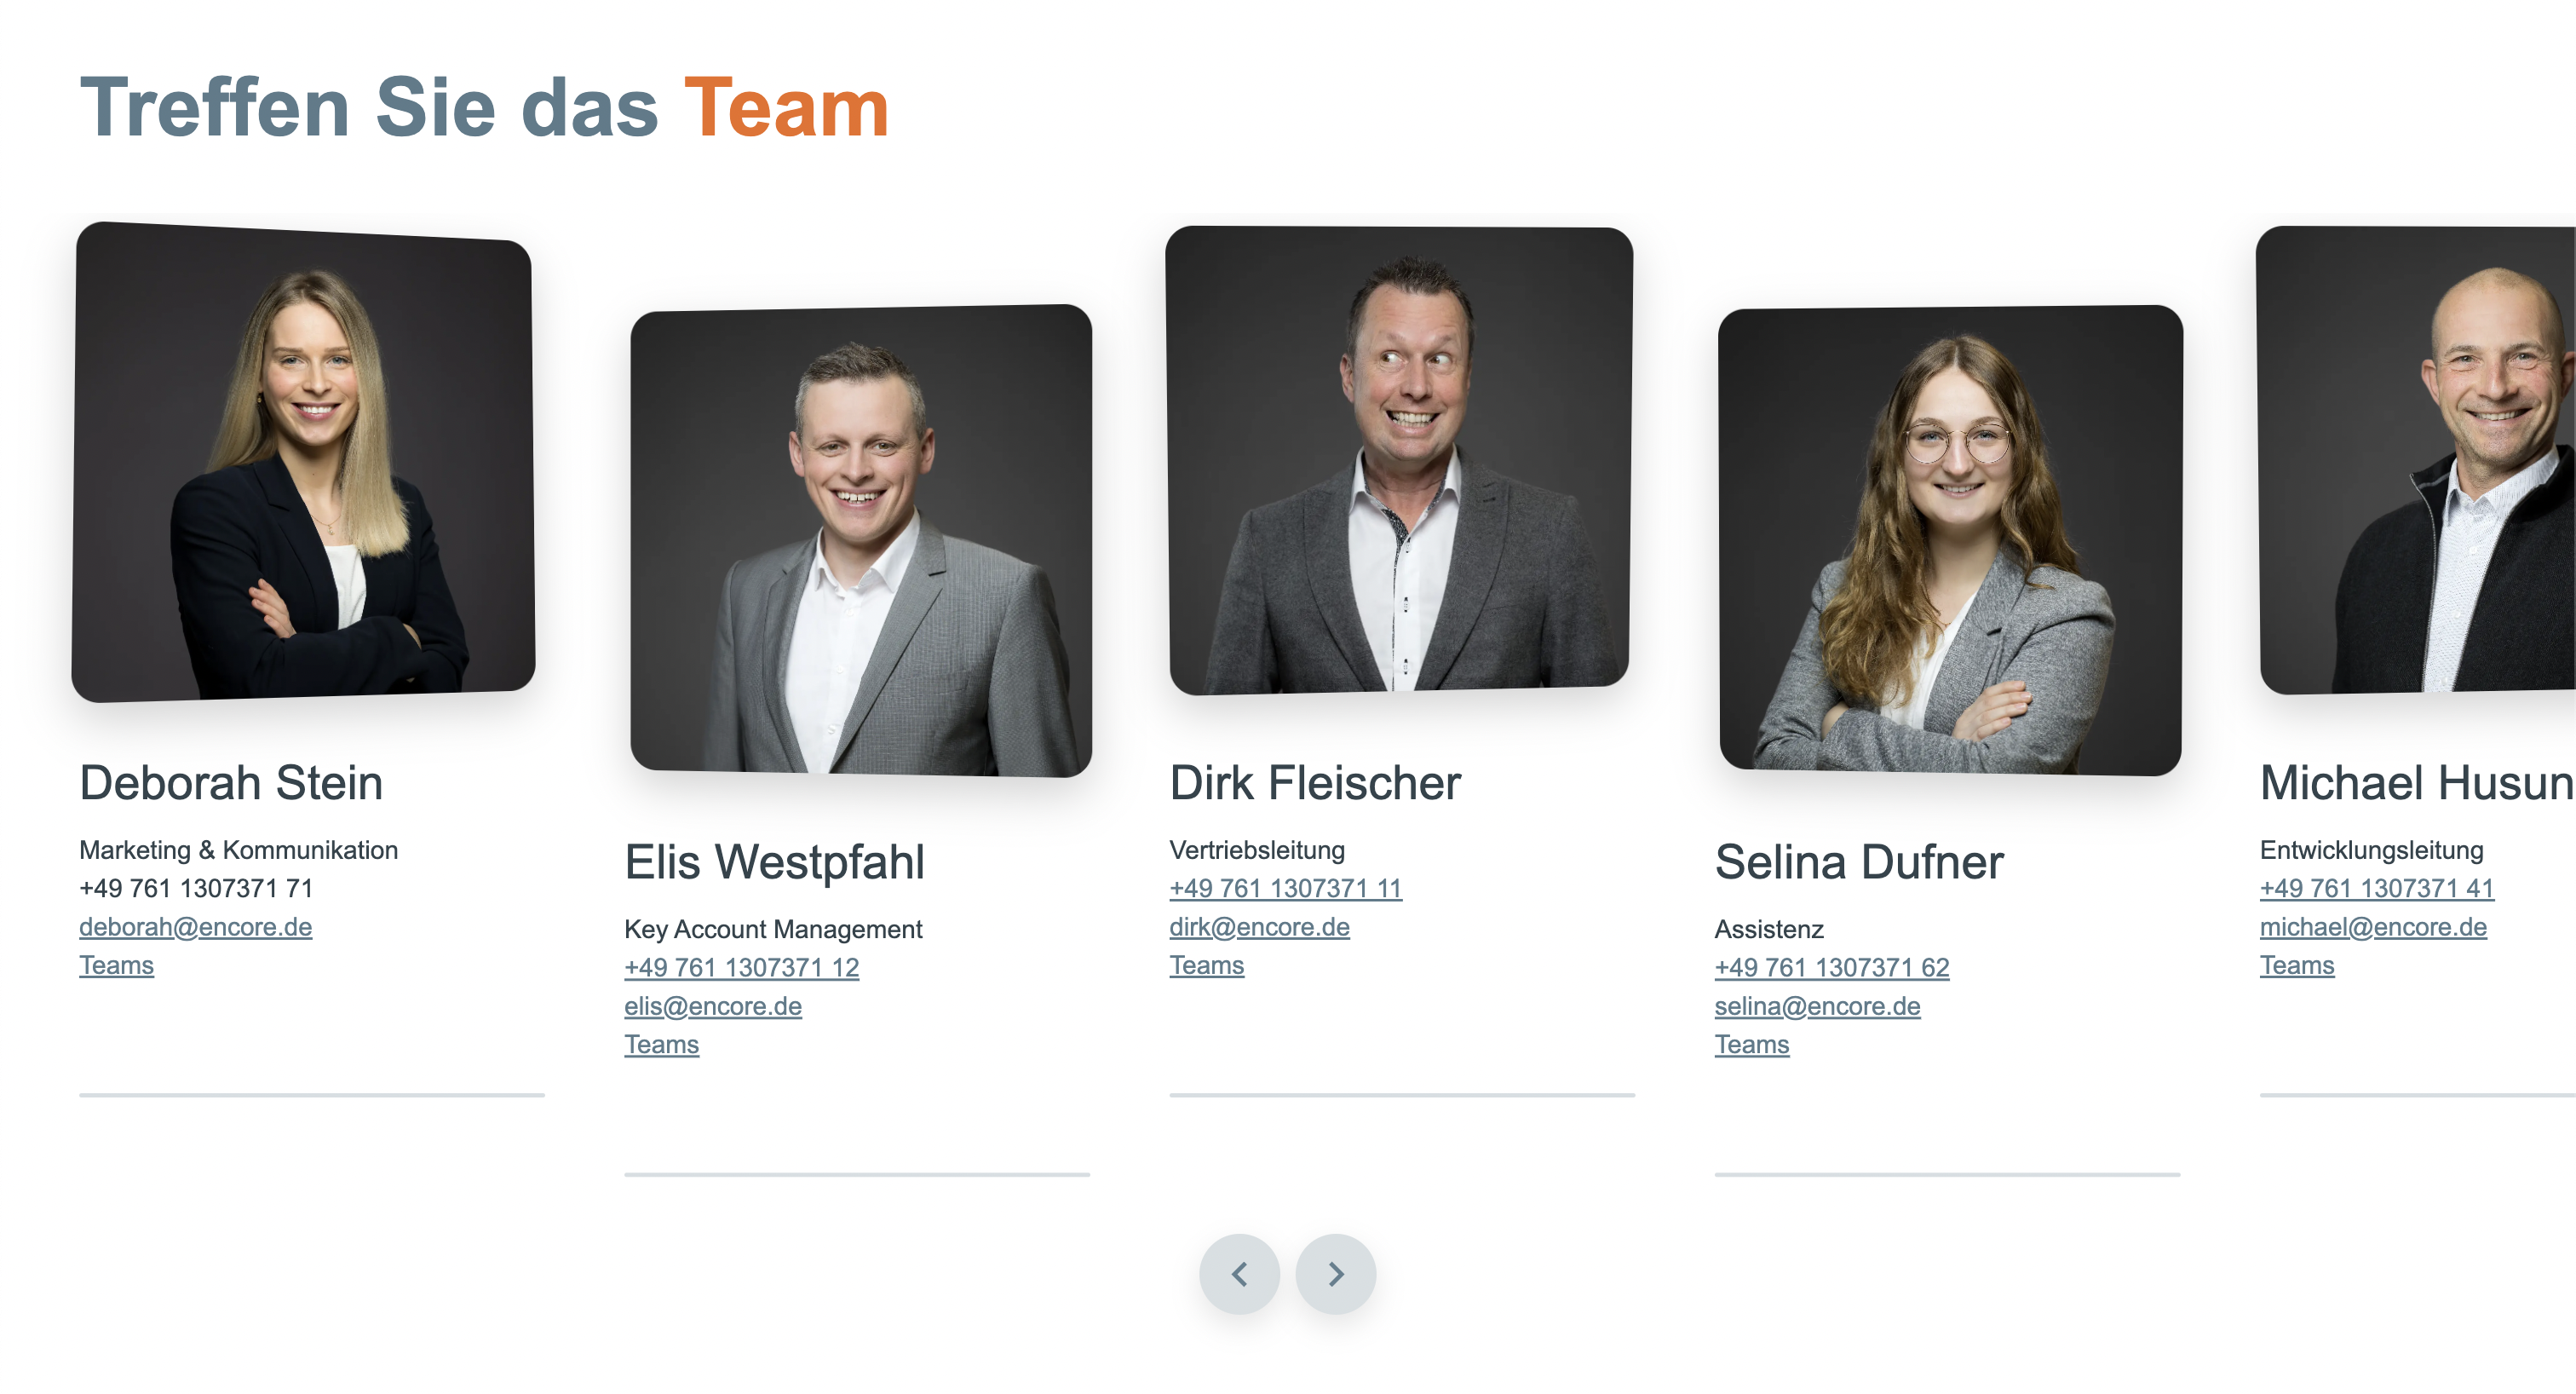 Treffen Sie das Team
Deborah Stein
Marketing & Kommunikation
+49 761 1307371 71
deborah@encore.de
Teams
Elis Westpfahl
Key Account Management
+49 761 1307371 12
elis@encore.de
Teams
Dirk Fleischer
Vertriebsleitung
+49 761 1307371 11
dirk@encore.de
Teams
Selina Dufner
Assistenz
+49 761 1307371 62
selina@encore.de
Teams
Michael Husun
Entwicklungsleitung
+49 761 1307371 41
michael@encore.de
Teams